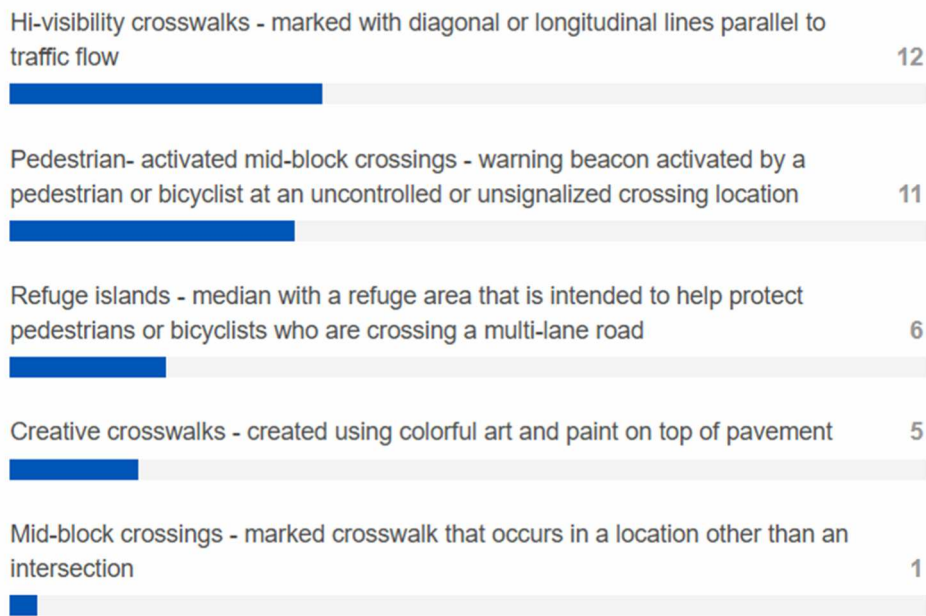 Hi-visibility crosswalks - marked with diagonal or longitudinal lines parallel to
traffic flow 12
Pedestrian- activated mid-block crossings - warning beacon activated by a
pedestrian or bicyclist at an uncontrolled or unsignalized crossing location 11
Refuge islands - median with a refuge area that is intended to help protect
pedestrians or bicyclists who are crossing a multi-lane road 6
Creative crosswalks - created using colorful art and paint on top of pavement 5
Mid-block crossings - marked crosswalk that occurs in a location other than an
intersection 1